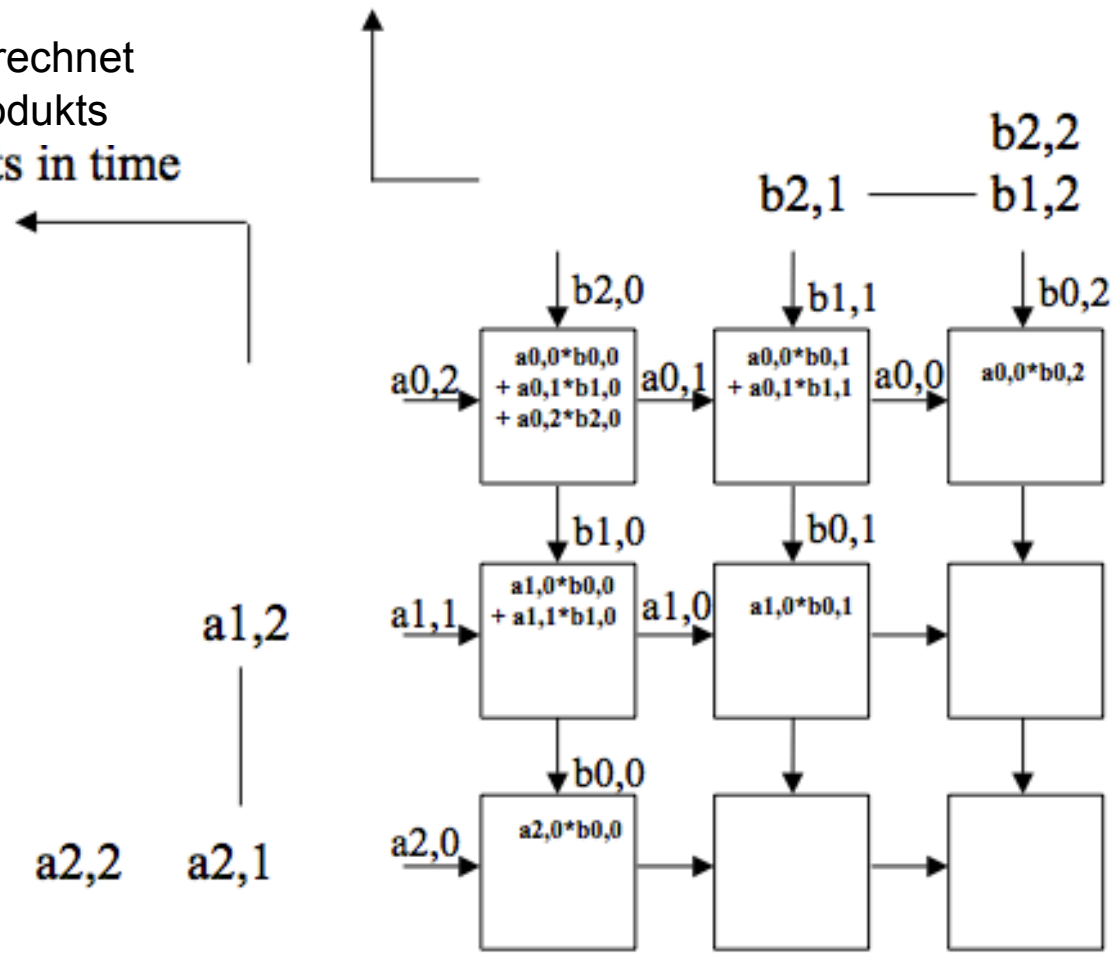 rechnet
odukts
ts in time
b2,2
b2,1 b1,2
b2,0 b1,1 b0,2
a0,2 a0,1 a0,0
a0,0*b0,0
+ a0,1*b1,0
+ a0,2*b2,0
a0,0*b0,1
+ a0,1*b1,1
a0,0*b0,2
b1,0 b0,1
a1,2 a1,1 a1,0
a1,0*b0,0
+ a1,1*b1,0
a1,0*b0,1
b0,0
a2,2 a2,1 a2,0
a2,0*b0,0